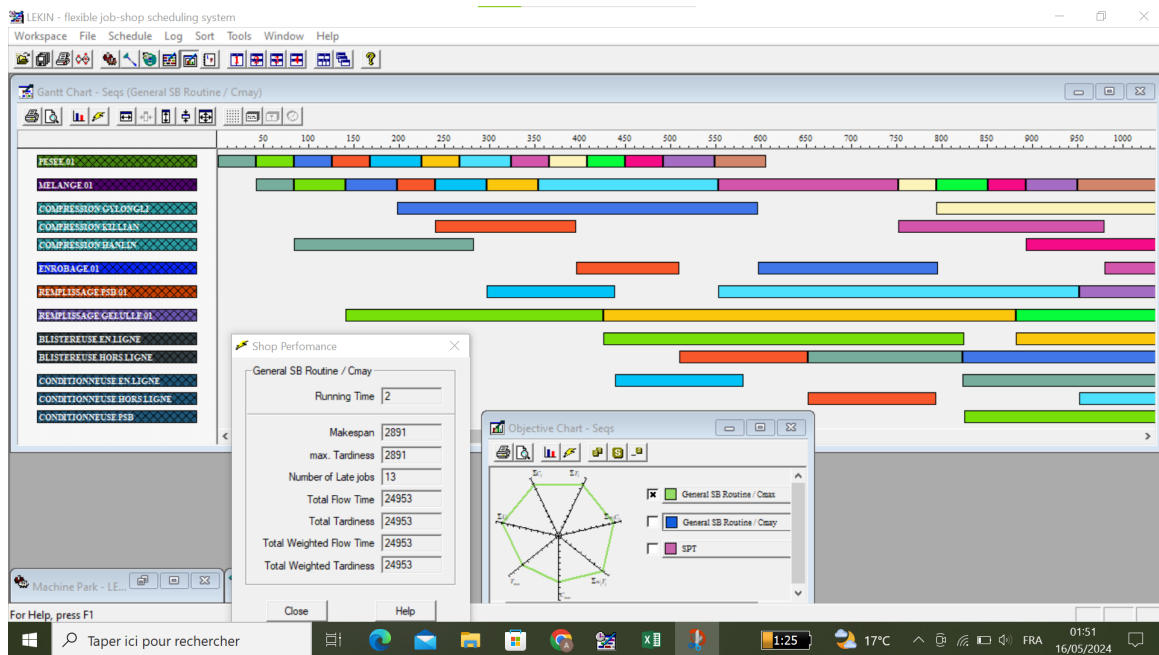 LEKIN - flexible job-shop scheduling system
Workspace File Schedule Log Sort Tools Window Help
Gantt Chart - Seqs (General SB Routine / Cmay)
50 100 150 200 250 300 350 400 450 500 550 600 650 700 750 800 850 900 950 1000
PESEE.01
MELANGE.01
COMPRESSION GYLONGLI
COMPRESSION KILLIAN
COMPRESSION HANLIN
ENROBAGE.01
REMPLISSAGE PSB 01
REMPLISSAGE GELULLE 01
BLISTEREUSE EN LIGNE
BLISTEREUSE HORS LIGNE
CONDITIONNEUSE EN LIGNE
CONDITIONNEUSE HORS LIGNE
CONDITIONNEUSE PSB
Shop Perfomance
General SB Routine / Cmay
Running Time 2
Makespan 2891
max. Tardiness 2891
Number of Late jobs 13
Total Flow Time 24953
Total Tardiness 24953
Total Weighted Flow Time 24953
Total Weighted Tardiness 24953
Close Help
Objective Chart - Seqs
General SB Routine / Cmax
General SB Routine / Cmay
SPT
Machine Park - LE...
For Help, press F1
Taper ici pour rechercher
1:25
17°C
FRA
01:51
16/05/2024